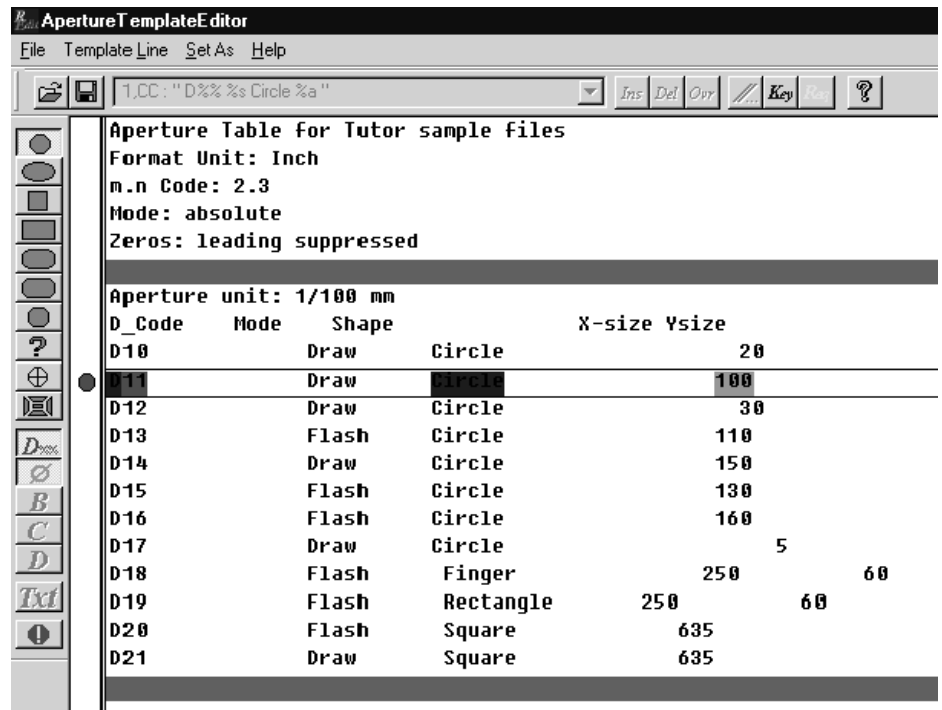 ApertureTemplateEditor
File Template Line Set As Help
1,CC : " D%% %s Circle %a " Ins Del Ovr //... Key ?
Aperture Table for Tutor sample files
Format Unit: Inch
m.n Code: 2.3
Mode: absolute
Zeros: leading suppressed
Aperture unit: 1/100 mm
D_Code Mode Shape X-size Ysize
D10 Draw Circle 20
D11 Draw Circle 100
D12 Draw Circle 30
D13 Flash Circle 110
D14 Draw Circle 150
D15 Flash Circle 130
D16 Flash Circle 160
D17 Draw Circle 5
D18 Flash Finger 250 60
D19 Flash Rectangle 250 60
D20 Flash Square 635
D21 Draw Square 635
?
Dxx
Ø
B
C
D
Txt